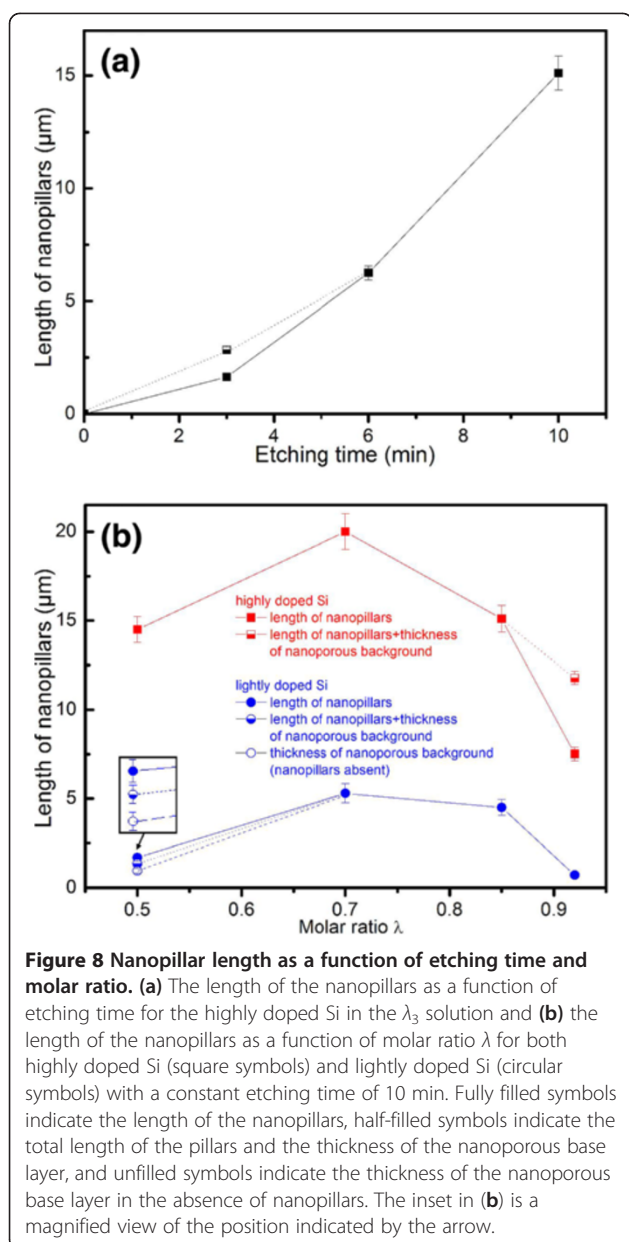 (a)
15
10
5
0
Length of nanopillars (μm)
0 2 4 6 8 10
Etching time (min)
(b)
20
15
10
5
0
Length of nanopillars (μm)
highly doped Si
length of nanopillars
length of nanopillars+thickness
of nanoporous background
lightly doped Si
length of nanopillars
length of nanopillars+thickness
of nanoporous background
thickness of nanoporous background
(nanopillars absent)
0.5 0.6 0.7 0.8 0.9
Molar ratio λ
Figure 8 Nanopillar length as a function of etching time and
molar ratio. (a) The length of the nanopillars as a function of
etching time for the highly doped Si in the λ₃ solution and (b) the
length of the nanopillars as a function of molar ratio λ for both
highly doped Si (square symbols) and lightly doped Si (circular
symbols) with a constant etching time of 10 min. Fully filled symbols
indicate the length of the nanopillars, half-filled symbols indicate the
total length of the pillars and the thickness of the nanoporous base
layer, and unfilled symbols indicate the thickness of the nanoporous
base layer in the absence of nanopillars. The inset in (b) is a
magnified view of the position indicated by the arrow.